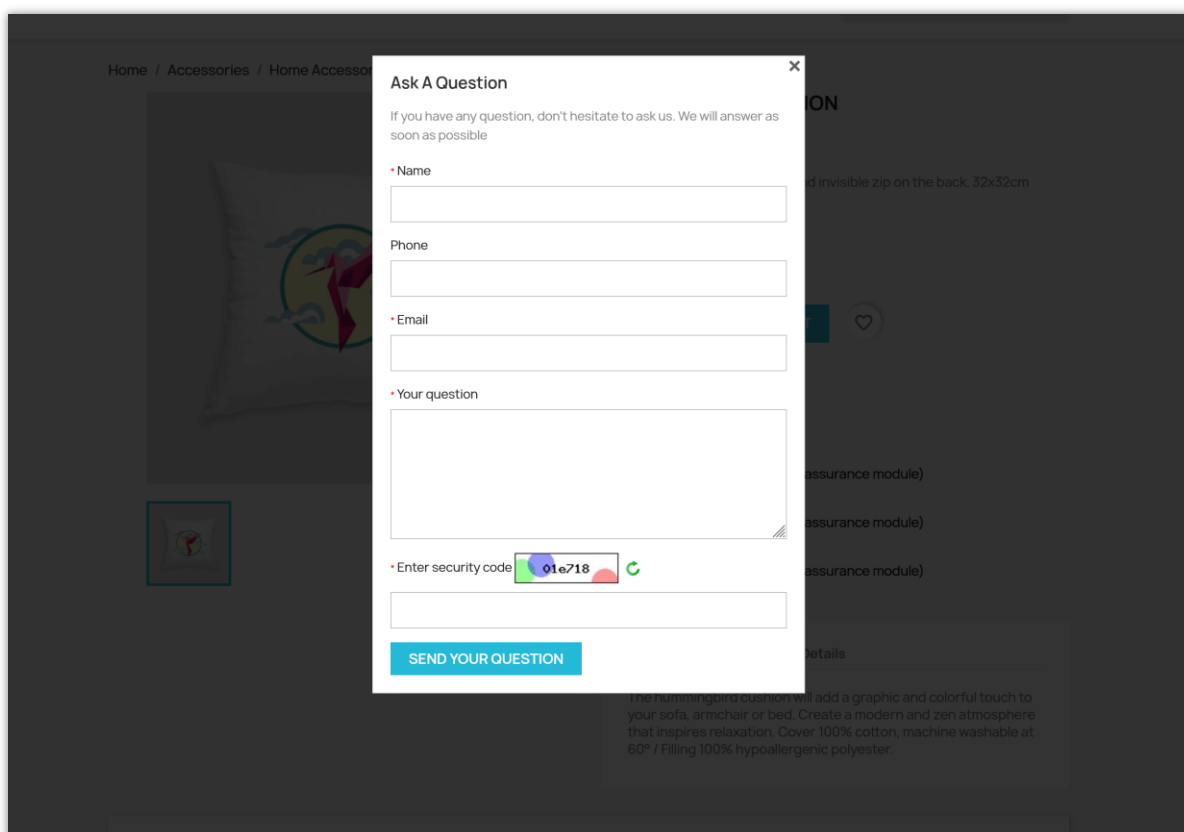 Home / Accessories / Home Accessor
Ask A Question
If you have any question, don't hesitate to ask us. We will answer as
soon as possible
* Name
Phone
* Email
* Your question
* Enter security code 01e718
SEND YOUR QUESTION
ION
invisible zip on the back, 32x32cm
T
assurance module)
assurance module)
assurance module)
Details
The hummingbird cushion will add a graphic and colorful touch to
your sofa, armchair or bed. Create a modern and zen atmosphere
that inspires relaxation. Cover 100% cotton, machine washable at
60° / Filling 100% hypoallergenic polyester.